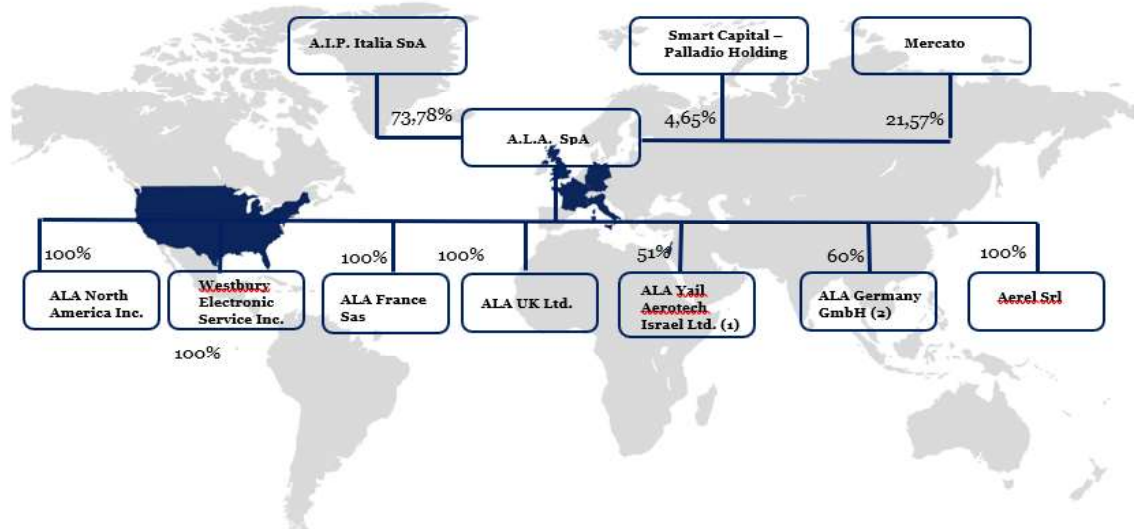 A.I.P. Italia SpA
Smart Capital –
Palladio Holding
Mercato
73,78%
4,65%
21,57%
A.L.A. SpA
100%
100%
100%
51%
60%
100%
ALA North
America Inc.
Westbury
Electronic
Service Inc.
ALA France
Sas
ALA UK Ltd.
ALA Yail
Aerotech
Israel Ltd. (1)
ALA Germany
GmbH (2)
Aerel Srl
100%